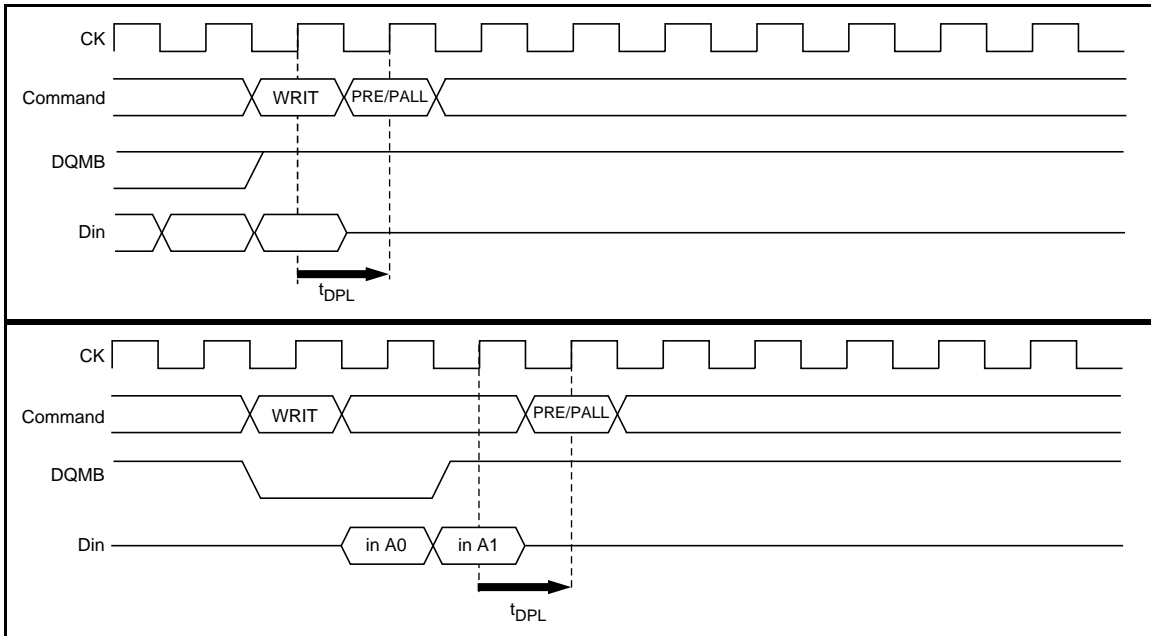 CK
Command WRIT PRE/PALL
DQMB
Din
tDPL
CK
Command WRIT PRE/PALL
DQMB
Din in A0 in A1
tDPL